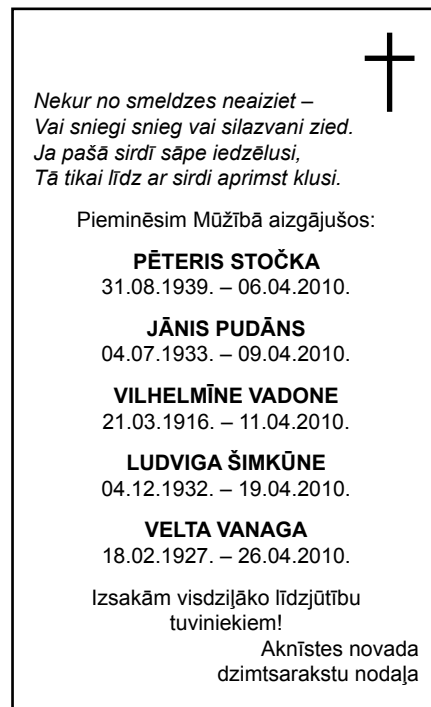 Nekur no smeldzes neaiziet –
Vai sniegi snieg vai silazvani zied.
Ja pašā sirdī sāpe iedzēlusi,
Tā tikai līdz ar sirdi aprimst klusi.
Pieminēsim Mūžībā aizgājušos:
PĒTERIS STOČKA
31.08.1939. – 06.04.2010.
JĀNIS PUDĀNS
04.07.1933. – 09.04.2010.
VILHELMĪNE VADONE
21.03.1916. – 11.04.2010.
LUDVIGA ŠIMKŪNE
04.12.1932. – 19.04.2010.
VELTA VANAGA
18.02.1927. – 26.04.2010.
Izsakām visdziļāko līdzjūtību
tuviniekiem!
Aknīstes novada
dzimtsarakstu nodaļa